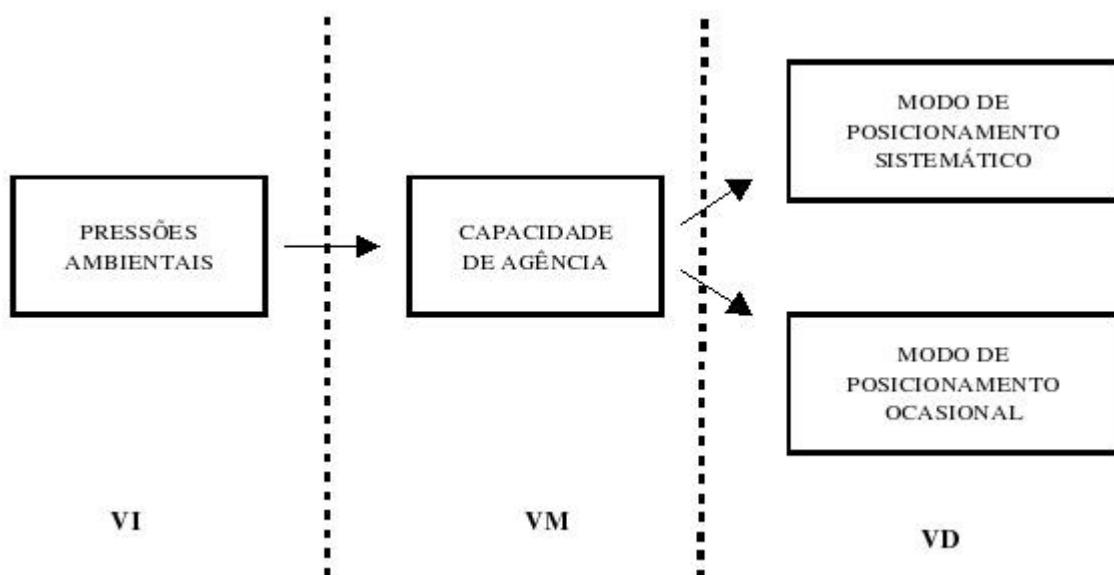 PRESSÕES
AMBIENTAIS
CAPACIDADE
DE AGÊNCIA
MODO DE
POSICIONAMENTO
SISTEMÁTICO
MODO DE
POSICIONAMENTO
OCASIONAL
VI
VM
VD